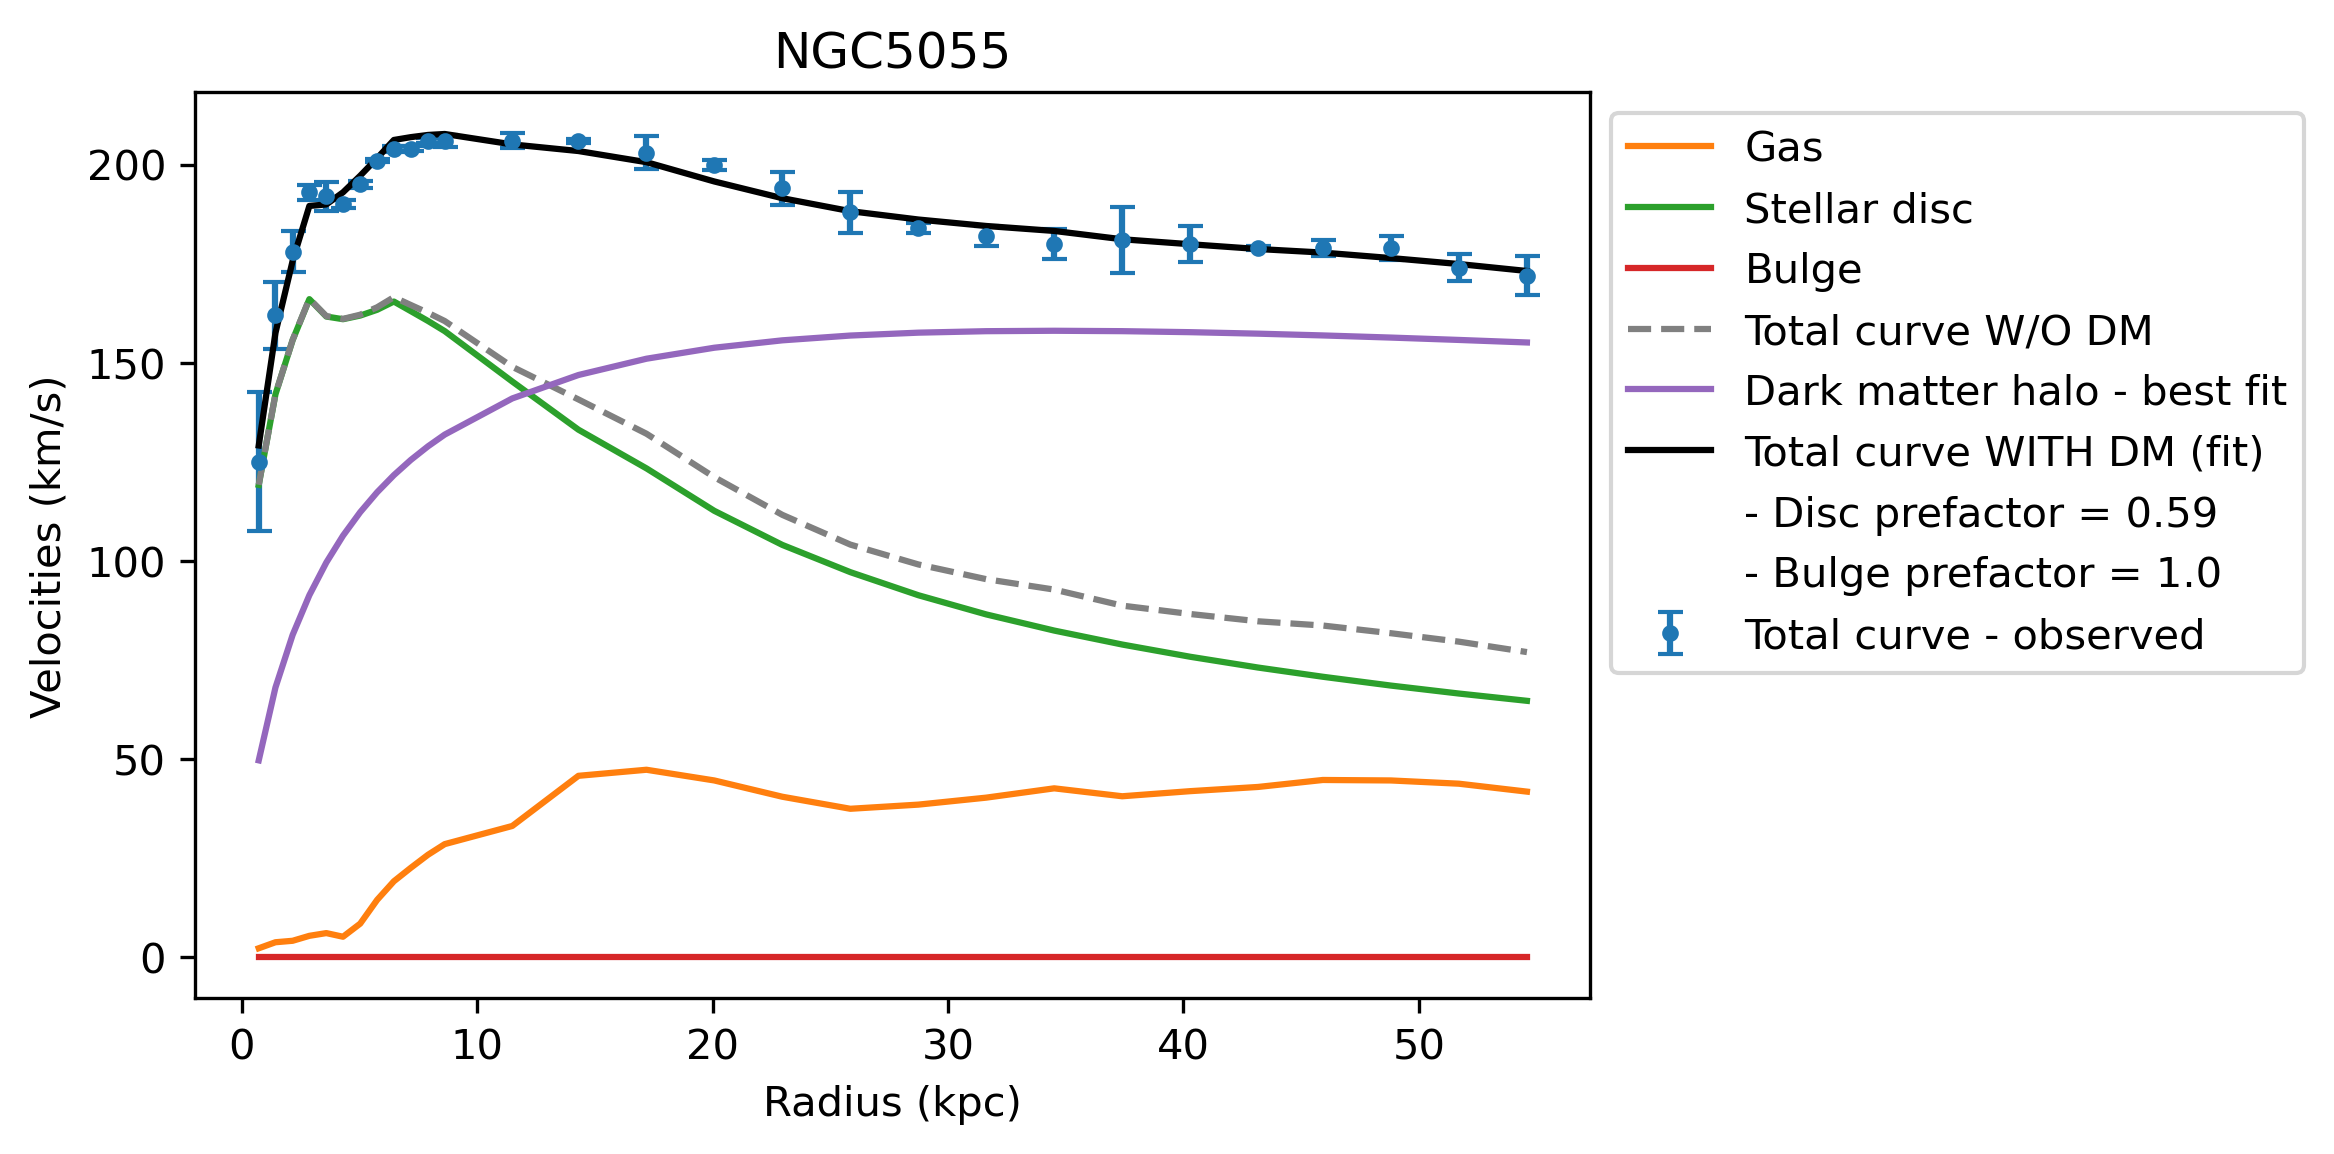 NGC5055
Velocities (km/s)
200
150
100
50
0
0 10 20 30 40 50
Radius (kpc)
Gas
Stellar disc
Bulge
Total curve W/O DM
Dark matter halo - best fit
Total curve WITH DM (fit)
- Disc prefactor = 0.59
- Bulge prefactor = 1.0
Total curve - observed